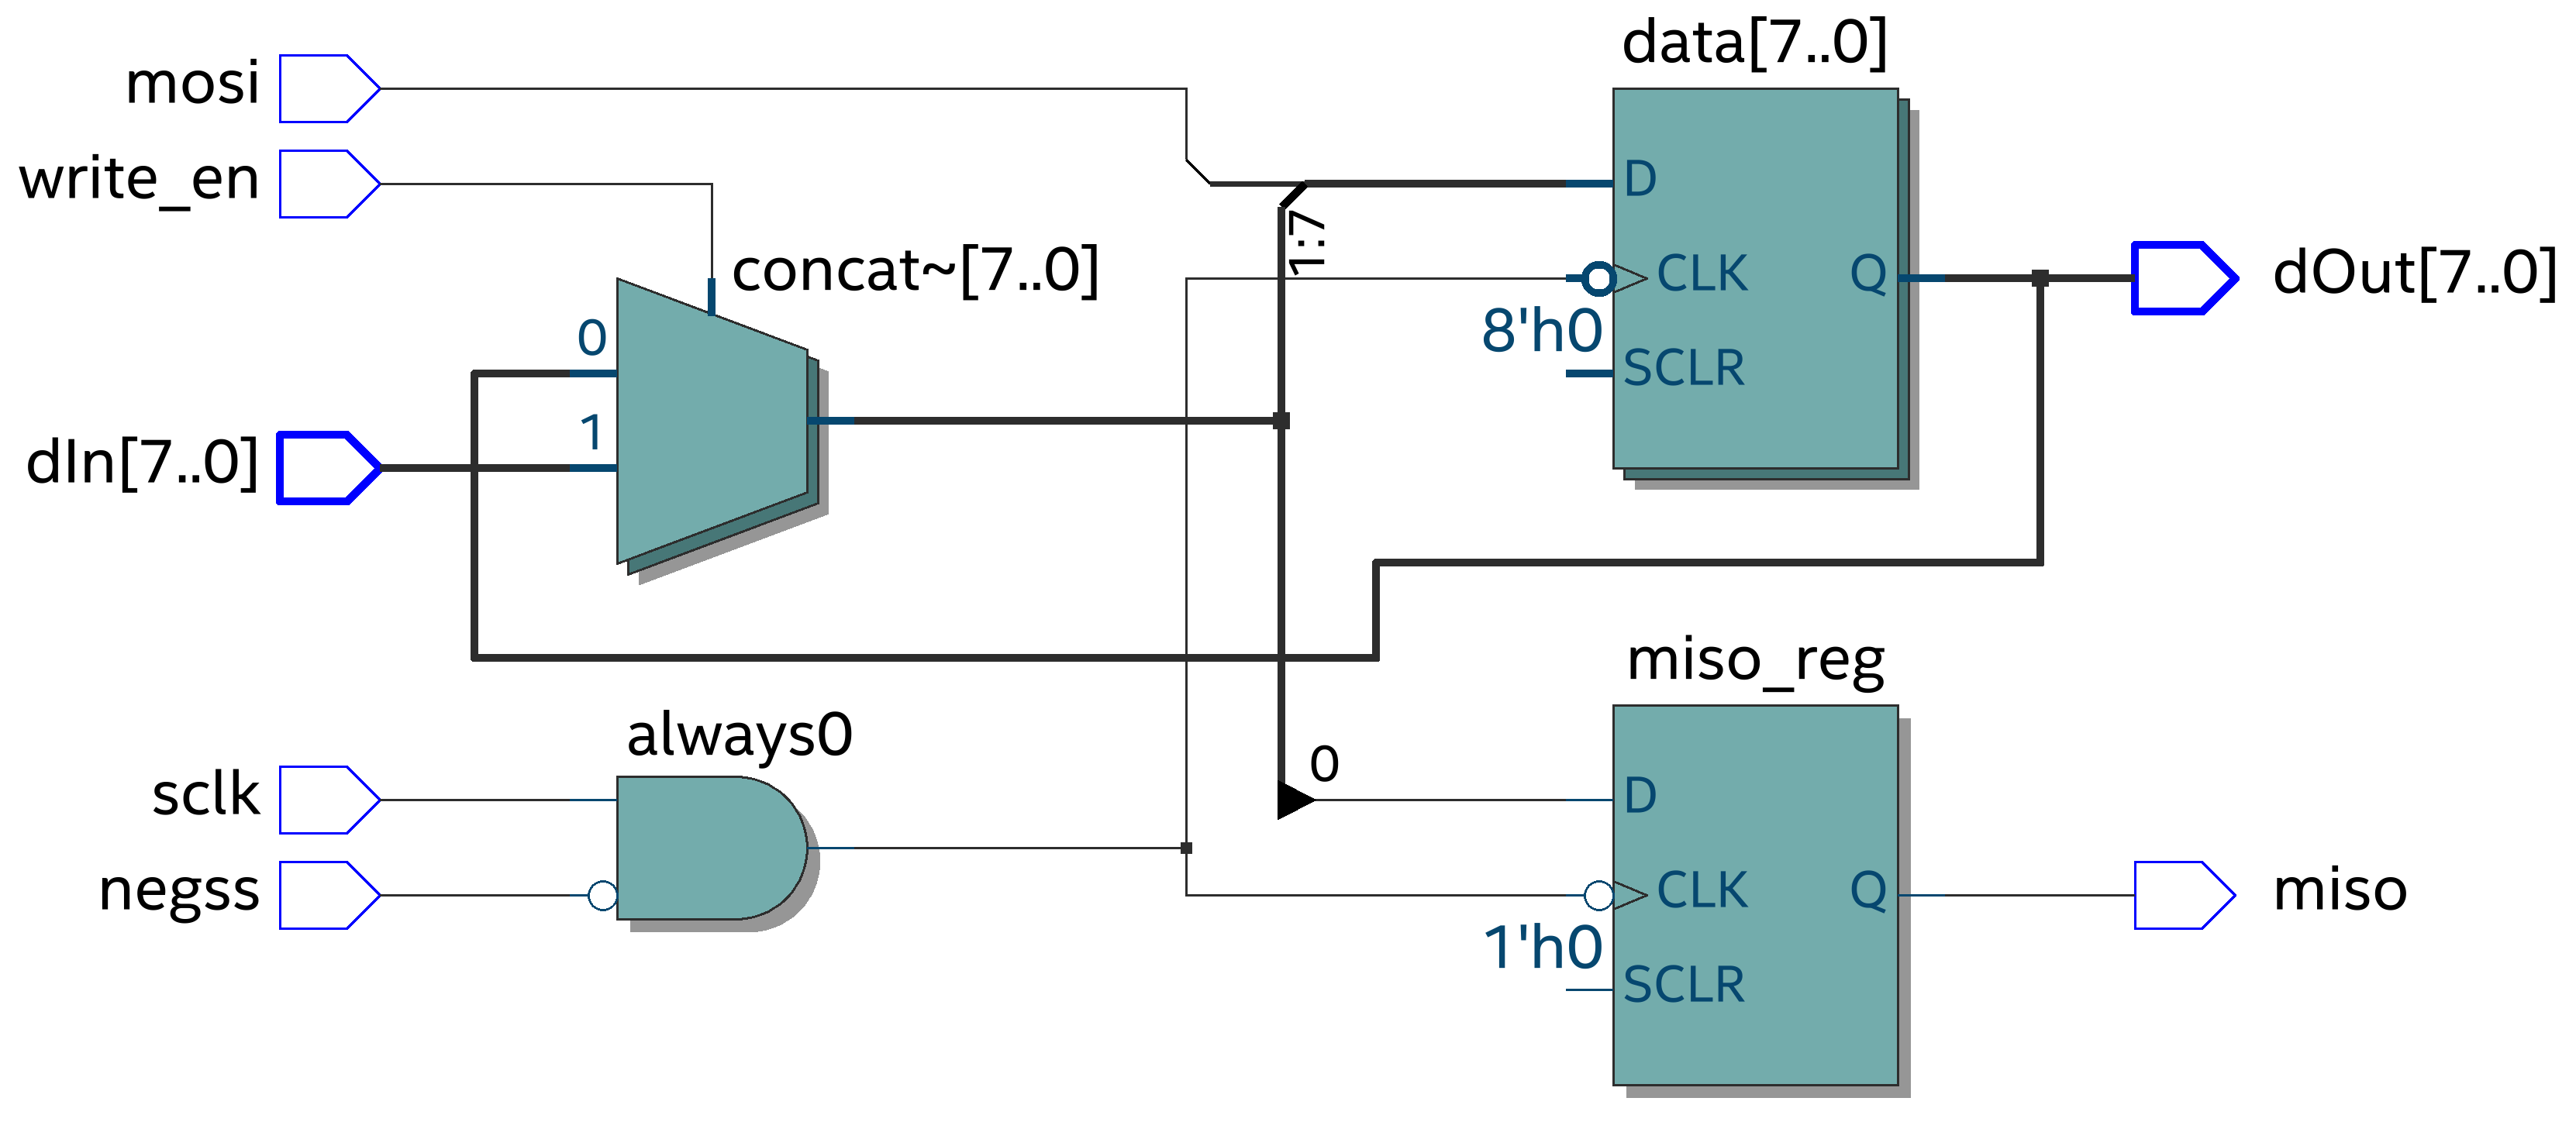 mosi
write_en
dIn[7..0]
sclk
negss
concat~[7..0]
0
1
always0
1:7
0
data[7..0]
D
CLK
Q
8'h0
SCLR
miso_reg
D
CLK
Q
1'h0
SCLR
dOut[7..0]
miso